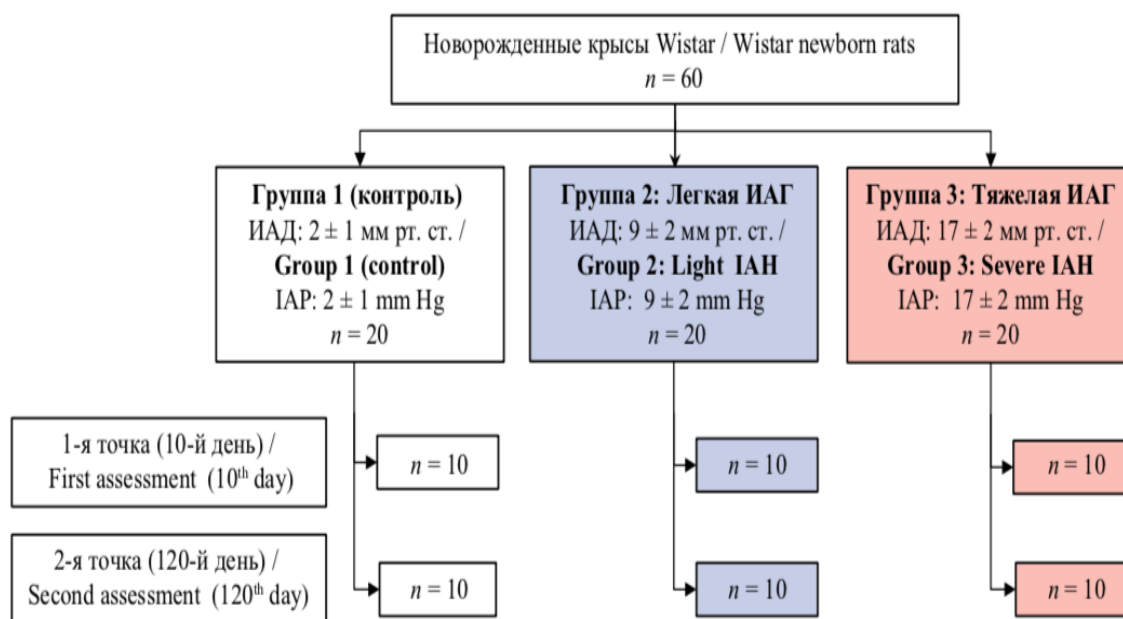 Новорожденные крысы Wistar / Wistar newborn rats
n = 60
Группа 1 (контроль)
ИАД: 2 ± 1 мм рт. ст. /
Group 1 (control)
IAP: 2 ± 1 mm Hg
n = 20
Группа 2: Легкая ИАГ
ИАД: 9 ± 2 мм рт. ст. /
Group 2: Light IAH
IAP: 9 ± 2 mm Hg
n = 20
Группа 3: Тяжелая ИАГ
ИАД: 17 ± 2 мм рт. ст. /
Group 3: Severe IAH
IAP: 17 ± 2 mm Hg
n = 20
1-я точка (10-й день) /
First assessment (10th day)
n = 10
n = 10
n = 10
2-я точка (120-й день) /
Second assessment (120th day)
n = 10
n = 10
n = 10